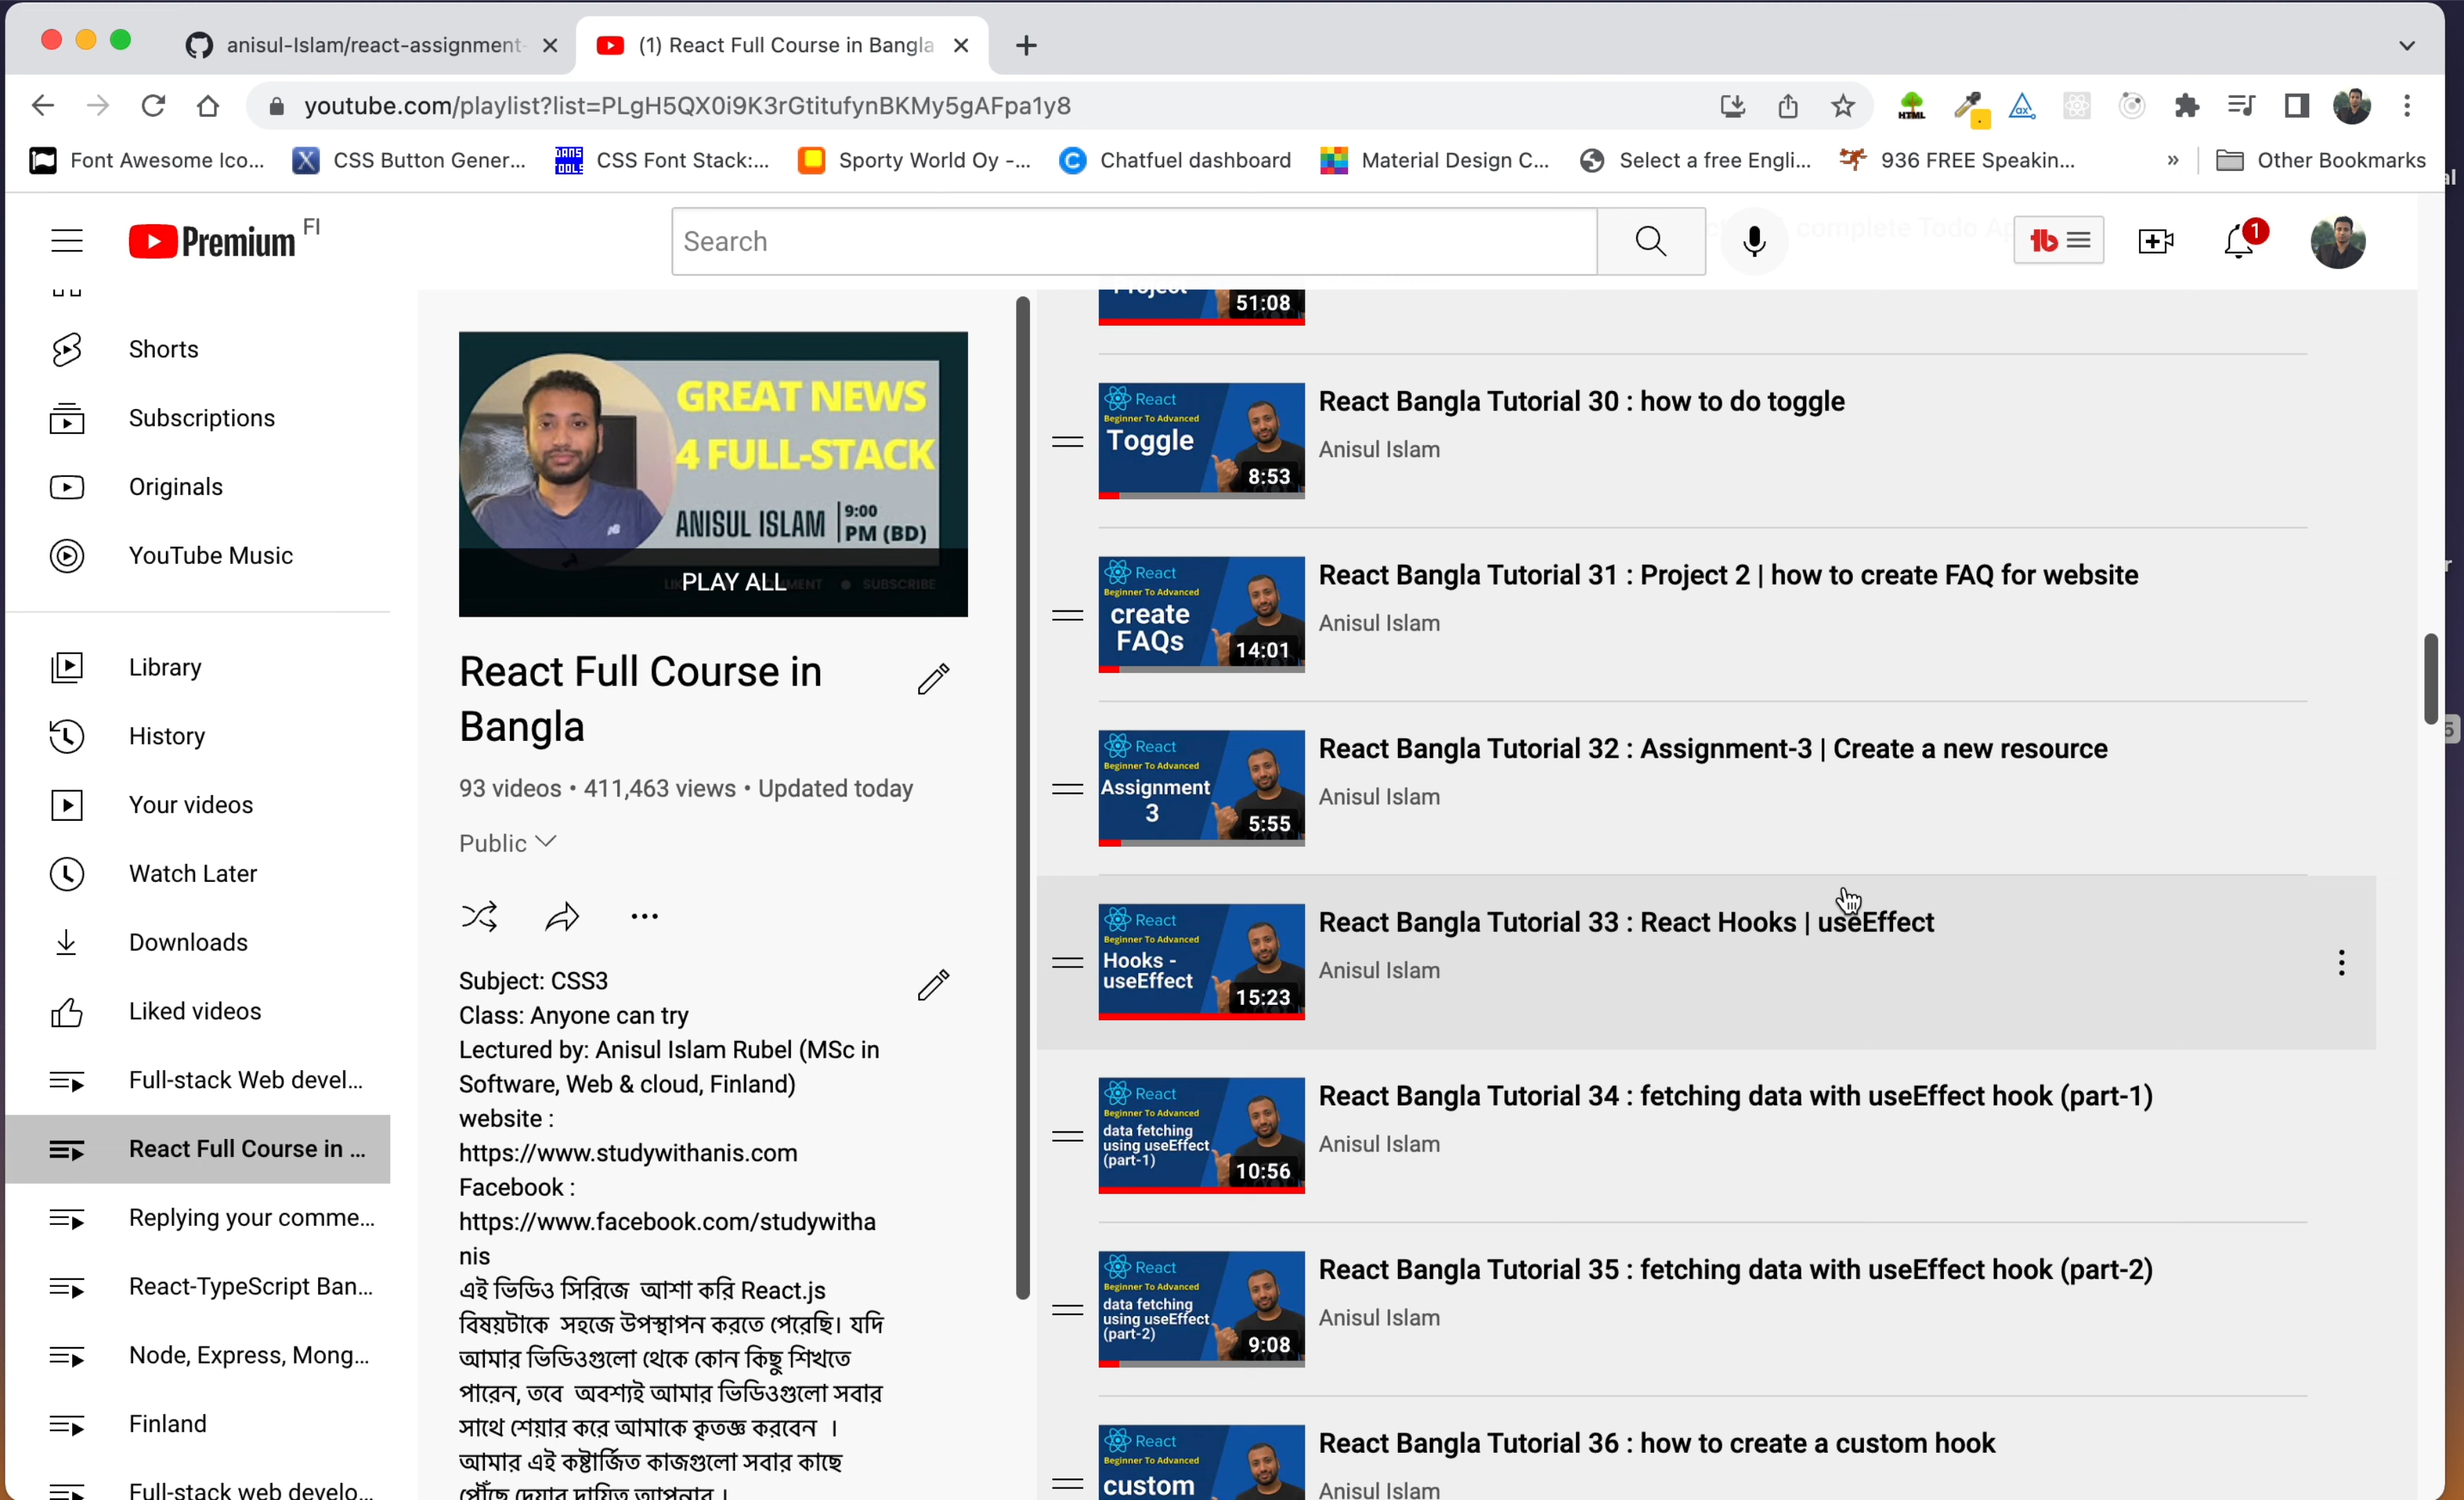 anisul-Islam/react-assignment-
(1) React Full Course in Bangla
youtube.com/playlist?list=PLgH5QX0i9K3rGtitufynBKMy5gAFpa1y8
HTML
Font Awesome Ico...
CSS Button Gener...
CSS Font Stack:...
Sporty World Oy -...
Chatfuel dashboard
Material Design C...
Select a free Engli...
936 FREE Speakin...
»
Other Bookmarks
Premium FI
Search
complete Todo
1
Shorts
Subscriptions
Originals
YouTube Music
Library
History
Your videos
Watch Later
Downloads
Liked videos
Full-stack Web devel...
React Full Course in ...
Replying your comme...
React-TypeScript Ban...
Node, Express, Mong...
Finland
Full-stack web develo...
GREAT NEWS
4 FULL-STACK
ANISUL ISLAM
9:00
PM (BD)
PLAY ALL
SUBSCRIBE
React Full Course in
Bangla
93 videos • 411,463 views • Updated today
Public
Subject: CSS3
Class: Anyone can try
Lectured by: Anisul Islam Rubel (MSc in
Software, Web & cloud, Finland)
website :
https://www.studywithanis.com
Facebook :
https://www.facebook.com/studywitha
nis
এই ভিডিও সিরিজে আশা করি React.js
বিষয়টাকে সহজে উপস্থাপন করতে পেরেছি। যদি
আমার ভিডিওগুলো থেকে কোন কিছু শিখতে
পারেন, তবে অবশ্যই আমার ভিডিওগুলো সবার
সাথে শেয়ার করে আমাকে কৃতজ্ঞ করবেন ।
আমার এই কষ্টার্জিত কাজগুলো সবার কাছে
পৌঁছে দেয়ার দায়িত্ব আপনার ।
Project
51:08
React
Beginner To Advanced
Toggle
8:53
React Bangla Tutorial 30 : how to do toggle
Anisul Islam
React
Beginner To Advanced
create
FAQs
14:01
React Bangla Tutorial 31 : Project 2 | how to create FAQ for website
Anisul Islam
React
Beginner To Advanced
Assignment
3
5:55
React Bangla Tutorial 32 : Assignment-3 | Create a new resource
Anisul Islam
React
Beginner To Advanced
Hooks -
useEffect
15:23
React Bangla Tutorial 33 : React Hooks | useEffect
Anisul Islam
React
Beginner To Advanced
data fetching
using useEffect
(part-1)
10:56
React Bangla Tutorial 34 : fetching data with useEffect hook (part-1)
Anisul Islam
React
Beginner To Advanced
data fetching
using useEffect
(part-2)
9:08
React Bangla Tutorial 35 : fetching data with useEffect hook (part-2)
Anisul Islam
React
Beginner To Advanced
custom
React Bangla Tutorial 36 : how to create a custom hook
Anisul Islam